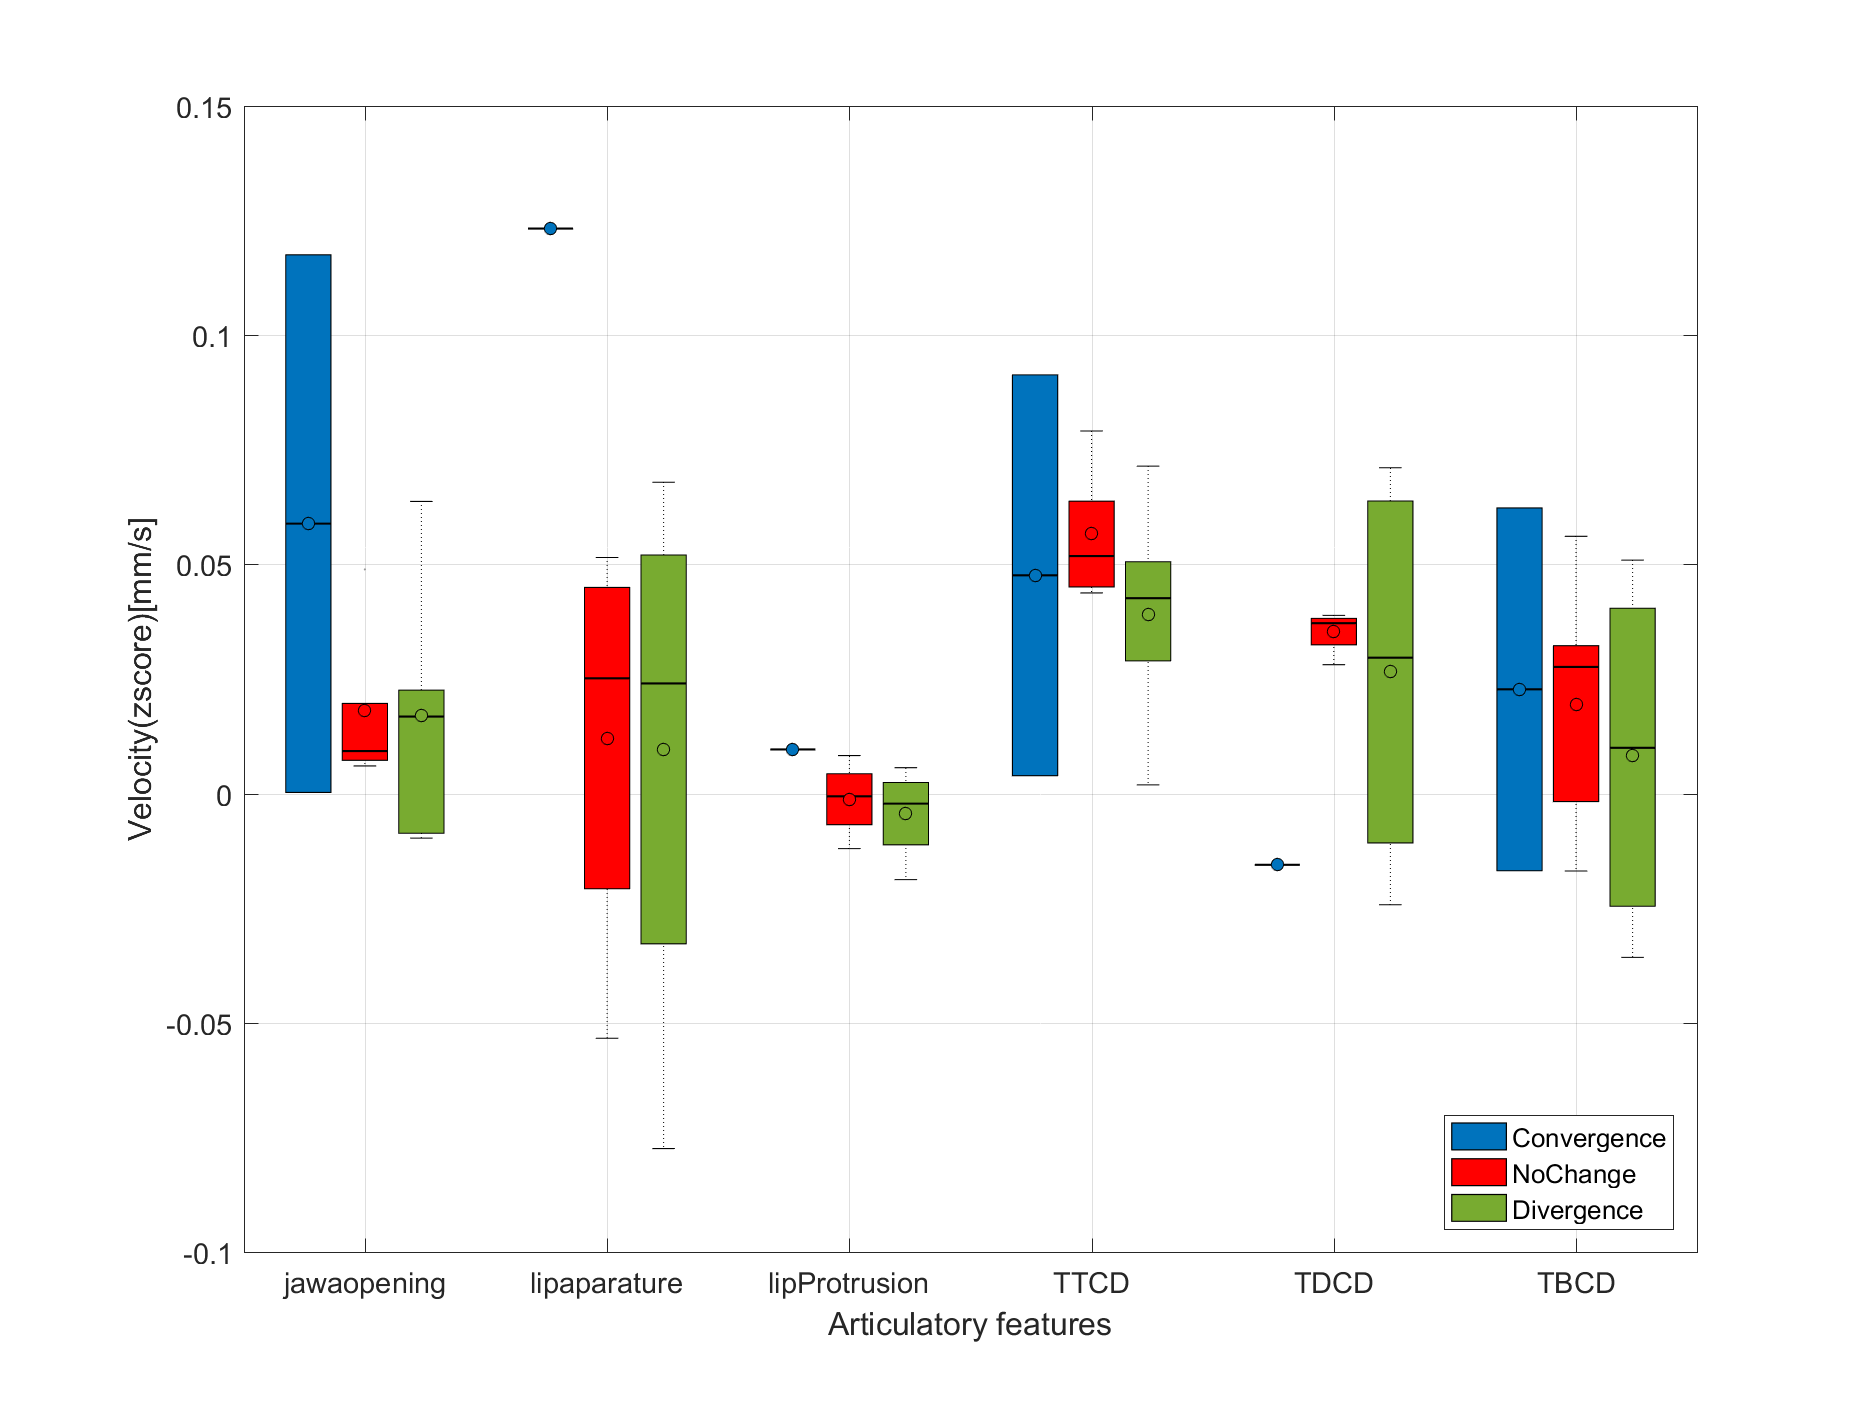 0.15
0.1
0.05
0
-0.05
-0.1
Velocity(zscore)[mm/s]
Convergence
NoChange
Divergence
jawaopening lipaparature lipProtrusion TTCD TDCD TBCD
Articulatory features